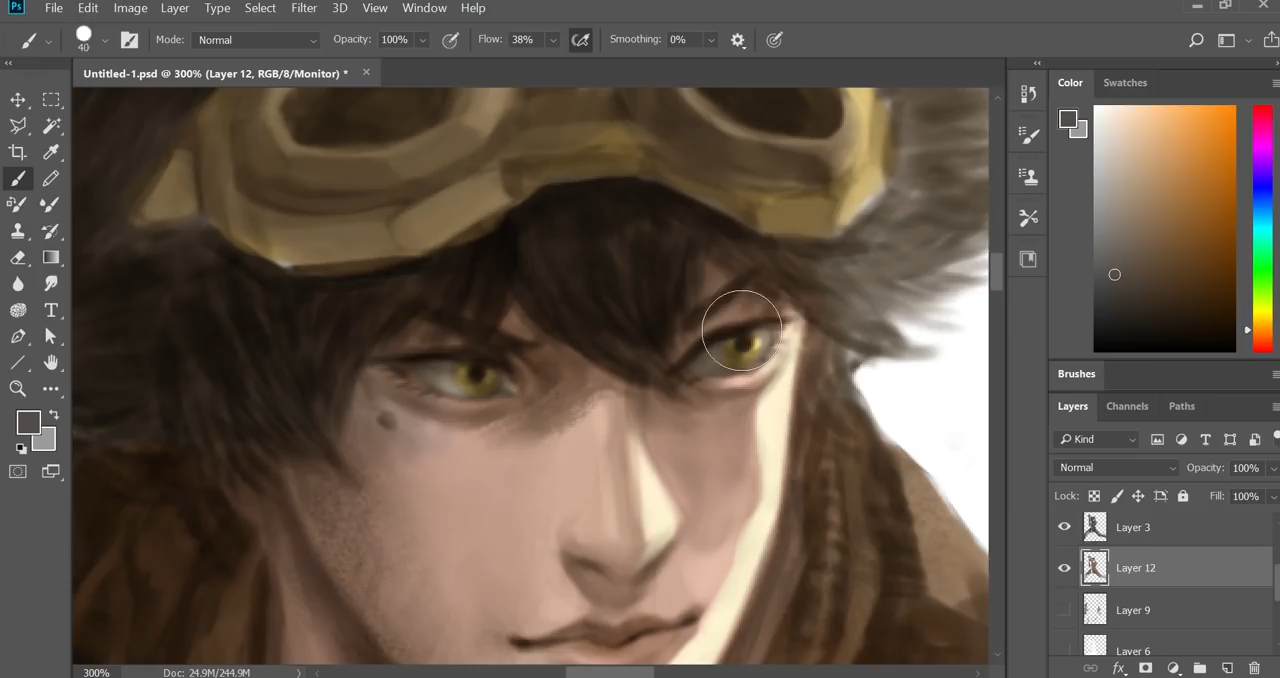 Ps File Edit Image Layer Type Select Filter 3D View Window Help
40 Mode: Normal Opacity: 100% Flow: 38% Smoothing: 0%
Untitled-1.psd @ 300% (Layer 12, RGB/8/Monitor) *
Color Swatches
Brushes
Layers Channels Paths
Kind
Normal Opacity: 100%
Lock: Fill: 100%
Layer 3
Layer 12
Layer 9
Layer 6
300% Doc: 24.9M/244.9M
fx